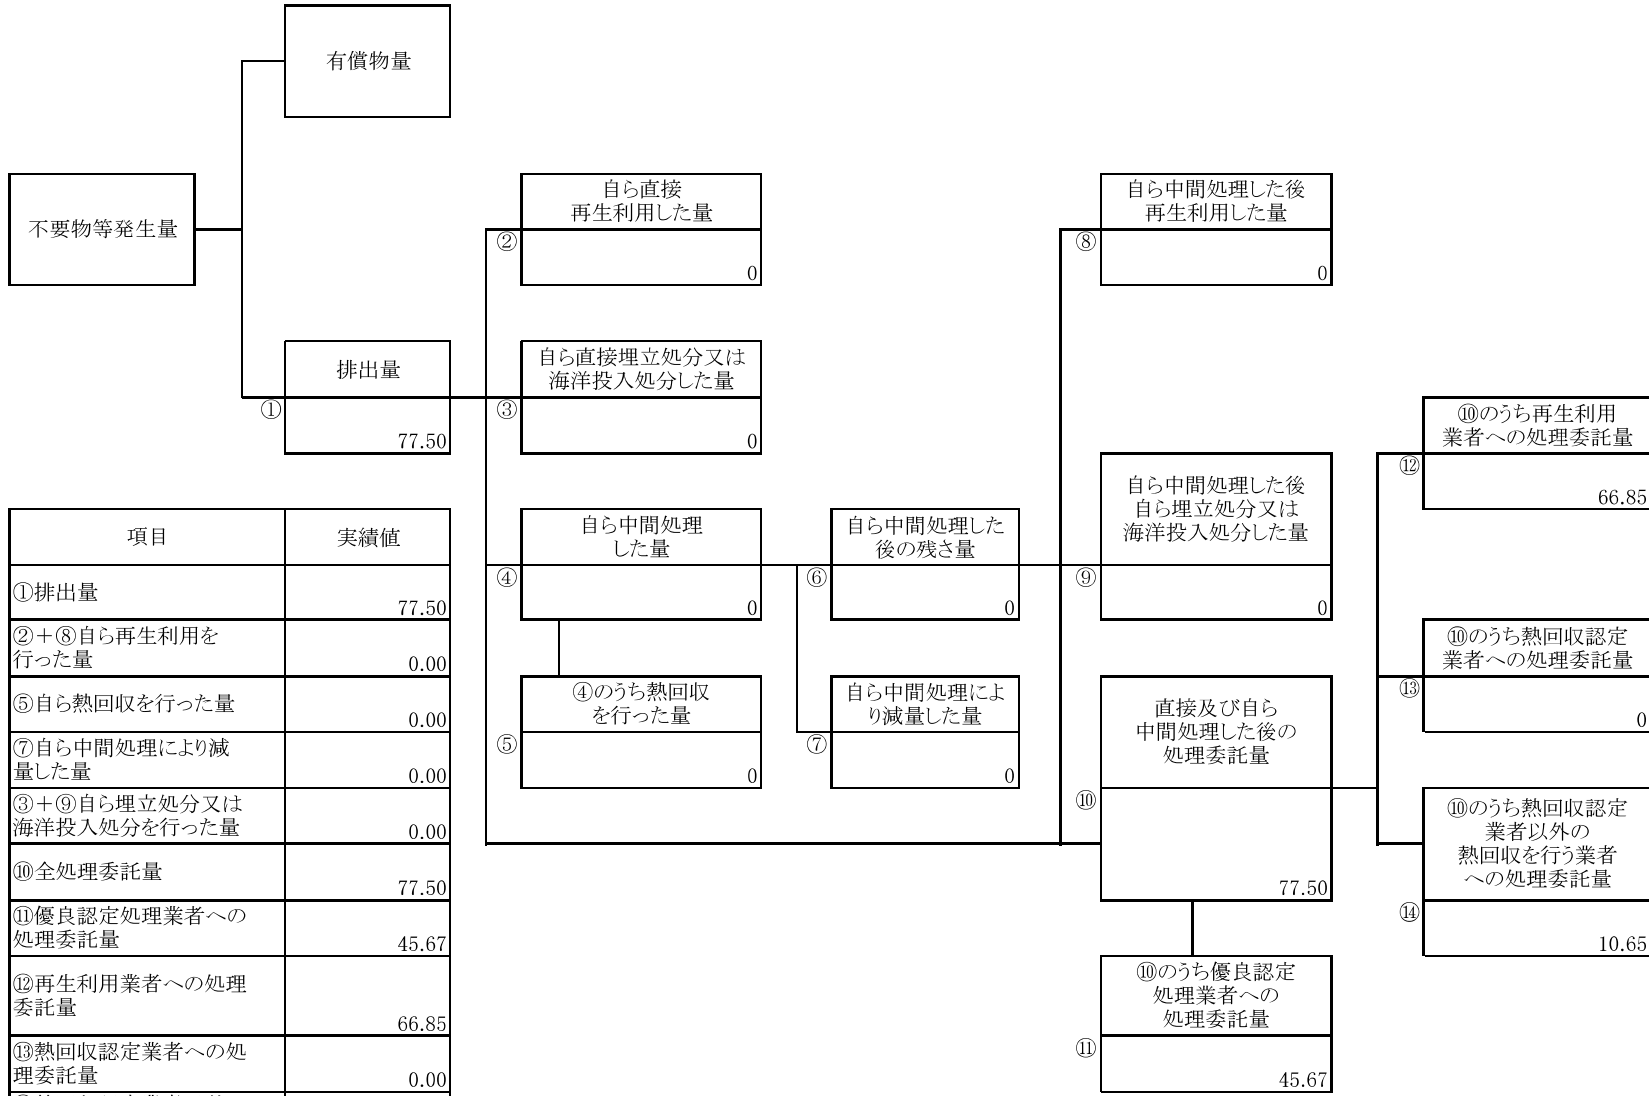 有償物量
不要物等発生量
排出量
①
77.50
自ら直接
再生利用した量
②
0
自ら直接埋立処分又は
海洋投入処分した量
③
0
自ら中間処理
した量
④
0
④のうち熱回収
を行った量
⑤
0
自ら中間処理した
後の残さ量
⑥
0
自ら中間処理によ
り減量した量
⑦
0
自ら中間処理した後
再生利用した量
⑧
0
自ら中間処理した後
自ら埋立処分又は
海洋投入処分した量
⑨
0
直接及び自ら
中間処理した後の
処理委託量
⑩
77.50
⑩のうち優良認定
処理業者への
処理委託量
⑪
45.67
⑩のうち再生利用
業者への処理委託量
⑫
66.85
⑩のうち熱回収認定
業者への処理委託量
⑬
0
⑩のうち熱回収認定
業者以外の
熱回収を行う業者
への処理委託量
⑭
10.65
項目
実績値
①排出量
77.50
②＋⑧自ら再生利用を
行った量
0.00
⑤自ら熱回収を行った量
0.00
⑦自ら中間処理により減
量した量
0.00
③＋⑨自ら埋立処分又は
海洋投入処分を行った量
0.00
⑩全処理委託量
77.50
⑪優良認定処理業者への
処理委託量
45.67
⑫再生利用業者への処理
委託量
66.85
⑬熱回収認定業者への処
理委託量
0.00